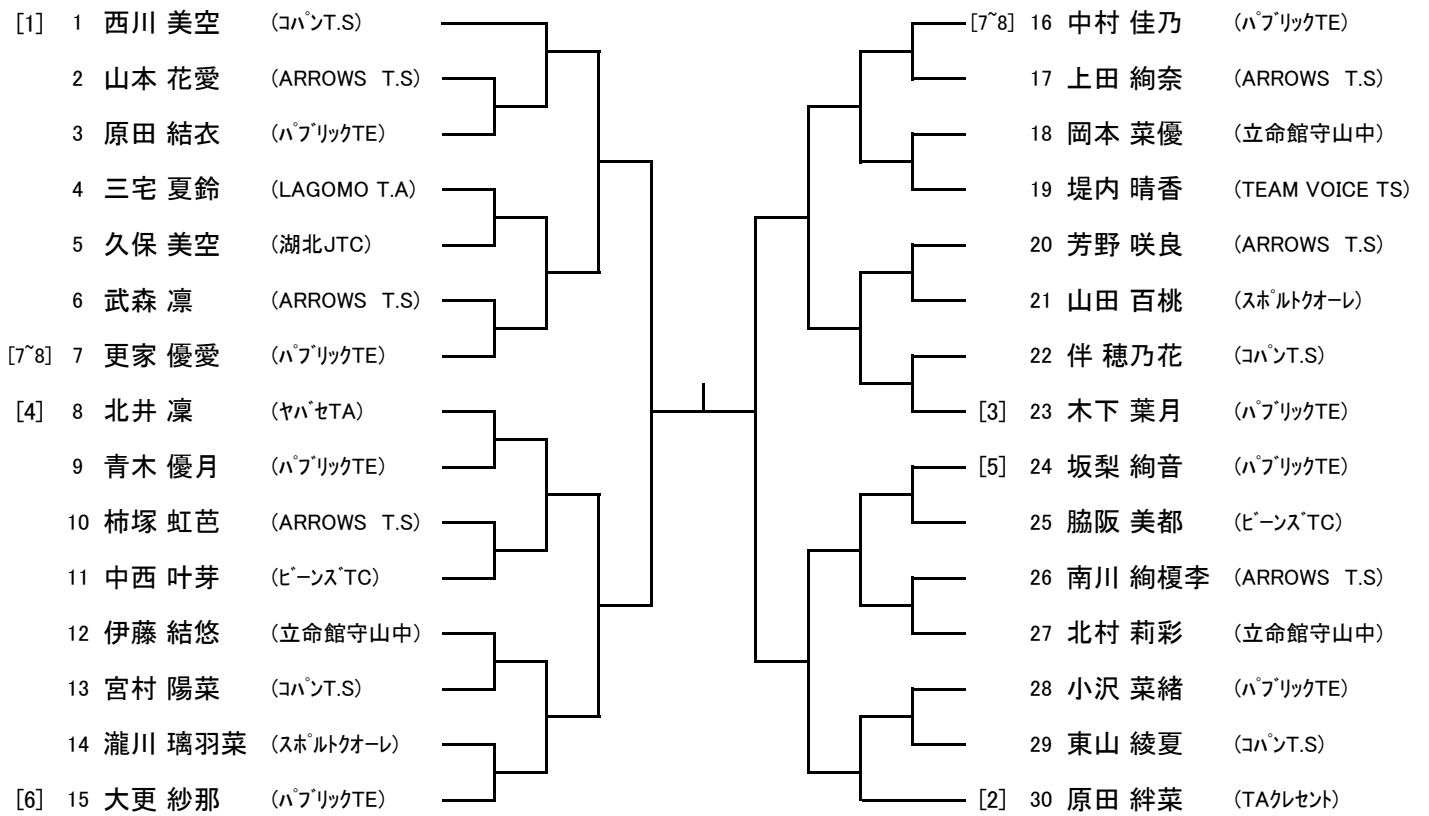 [1] 1 西川 美空 (ｺﾊﾟﾝT.S)
2 山本 花愛 (ARROWS T.S)
3 原田 結衣 (ﾊﾟﾌﾞﾘｯｸTE)
4 三宅 夏鈴 (LAGOMO T.A)
5 久保 美空 (湖北JTC)
6 武森 凛 (ARROWS T.S)
[7~8] 7 更家 優愛 (ﾊﾟﾌﾞﾘｯｸTE)
[4] 8 北井 凜 (ﾔﾊﾞｾTA)
9 青木 優月 (ﾊﾟﾌﾞﾘｯｸTE)
10 柿塚 虹芭 (ARROWS T.S)
11 中西 叶芽 (ﾋﾞｰﾝｽﾞTC)
12 伊藤 結悠 (立命館守山中)
13 宮村 陽菜 (ｺﾊﾟﾝT.S)
14 瀧川 璃羽菜 (ｽﾎﾟﾙﾄｸオーレ)
[6] 15 大更 紗那 (ﾊﾟﾌﾞﾘｯｸTE)
[7~8] 16 中村 佳乃 (ﾊﾟﾌﾞﾘｯｸTE)
17 上田 絢奈 (ARROWS T.S)
18 岡本 菜優 (立命館守山中)
19 堤内 晴香 (TEAM VOICE TS)
20 芳野 咲良 (ARROWS T.S)
21 山田 百桃 (ｽﾎﾟﾙﾄｸオーレ)
22 伴 穂乃花 (ｺﾊﾟﾝT.S)
[3] 23 木下 葉月 (ﾊﾟﾌﾞﾘｯｸTE)
[5] 24 坂梨 絢音 (ﾊﾟﾌﾞﾘｯｸTE)
25 脇阪 美都 (ﾋﾞｰﾝｽﾞTC)
26 南川 絢榎李 (ARROWS T.S)
27 北村 莉彩 (立命館守山中)
28 小沢 菜緒 (ﾊﾟﾌﾞﾘｯｸTE)
29 東山 綾夏 (ｺﾊﾟﾝT.S)
[2] 30 原田 絆菜 (TAｸﾚｾﾝﾄ)